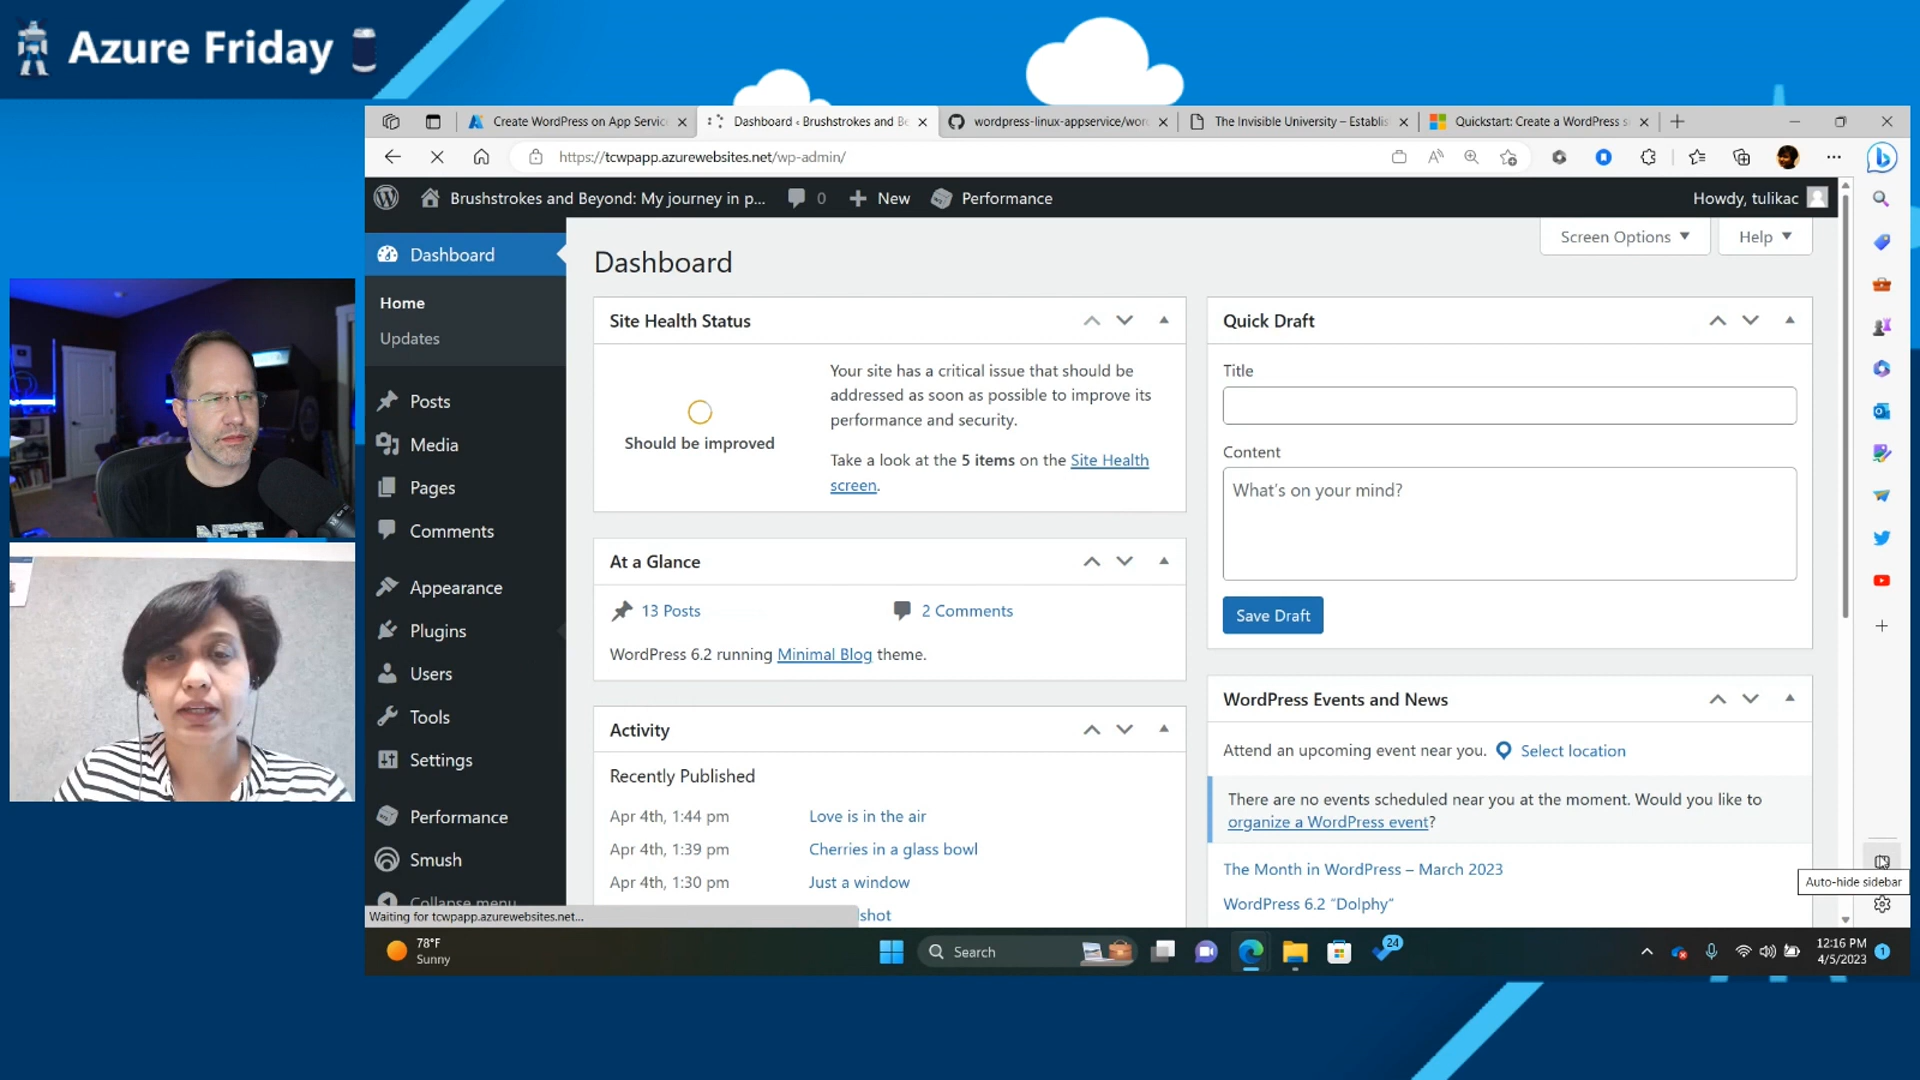 Azure Friday
Create WordPress on App Servic
Dashboard ‹ Brushstrokes and Be
wordpress-linux-appservice/wor
The Invisible University – Establis
Quickstart: Create a WordPress s
https://tcwpapp.azurewebsites.net/wp-admin/
Brushstrokes and Beyond: My journey in p...
0
New
Performance
Howdy, tulikac
Dashboard
Home
Updates
Posts
Media
Pages
Comments
Appearance
Plugins
Users
Tools
Settings
Performance
Smush
Collapse menu
Screen Options
Help
Dashboard
Site Health Status
Should be improved
Your site has a critical issue that should be
addressed as soon as possible to improve its
performance and security.
Take a look at the 5 items on the Site Health
screen.
At a Glance
13 Posts
2 Comments
WordPress 6.2 running Minimal Blog theme.
Activity
Recently Published
Apr 4th, 1:44 pm Love is in the air
Apr 4th, 1:39 pm Cherries in a glass bowl
Apr 4th, 1:30 pm Just a window
shot
Quick Draft
Title
Content
What's on your mind?
Save Draft
WordPress Events and News
Attend an upcoming event near you. Select location
There are no events scheduled near you at the moment. Would you like to
organize a WordPress event?
The Month in WordPress – March 2023
WordPress 6.2 “Dolphy”
Auto-hide sidebar
Waiting for tcwpapp.azurewebsites.net...
78°F
Sunny
Search
24
12:16 PM
4/5/2023
1
.NET